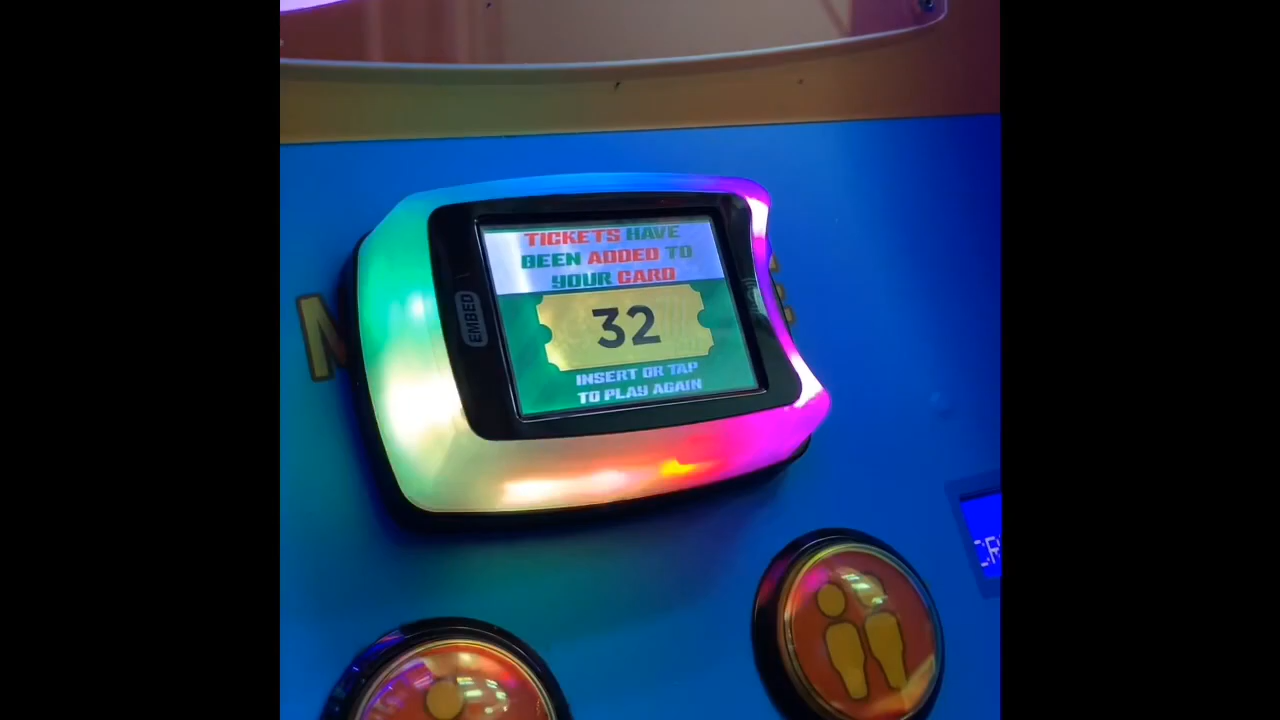 TICKETS HAVE
BEEN ADDED TO
YOUR CARD
32
INSERT OR TAP
TO PLAY AGAIN
EMBED